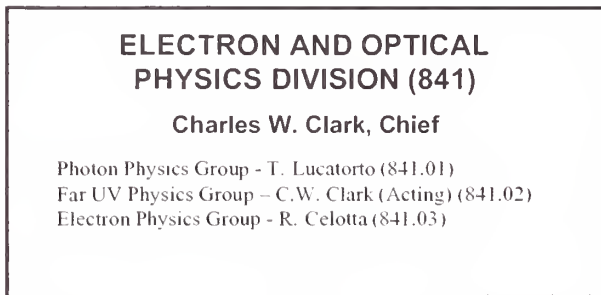 ELECTRON AND OPTICAL
PHYSICS DIVISION (841)
Charles W. Clark, Chief
Photon Physics Group - T. Lucatorto (841.01)
Far UV Physics Group – C.W. Clark (Acting) (841.02)
Electron Physics Group - R. Celotta (841.03)